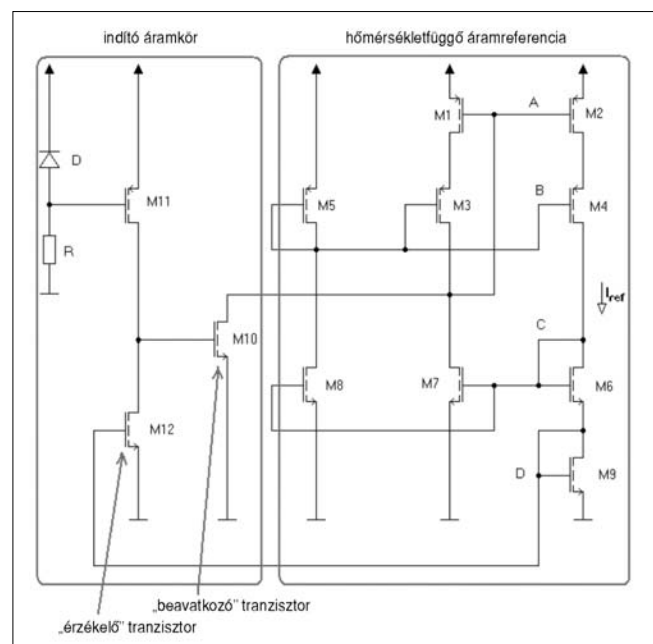 indító áramkör
hőmérsékletfüggő áramreferencia
M1
A
M2
D
M11
M5
B
M3
M4
R
Iref
C
M10
M8
M7
M6
M12
D
M9
„beavatkozó” tranzisztor
„érzékelő” tranzisztor